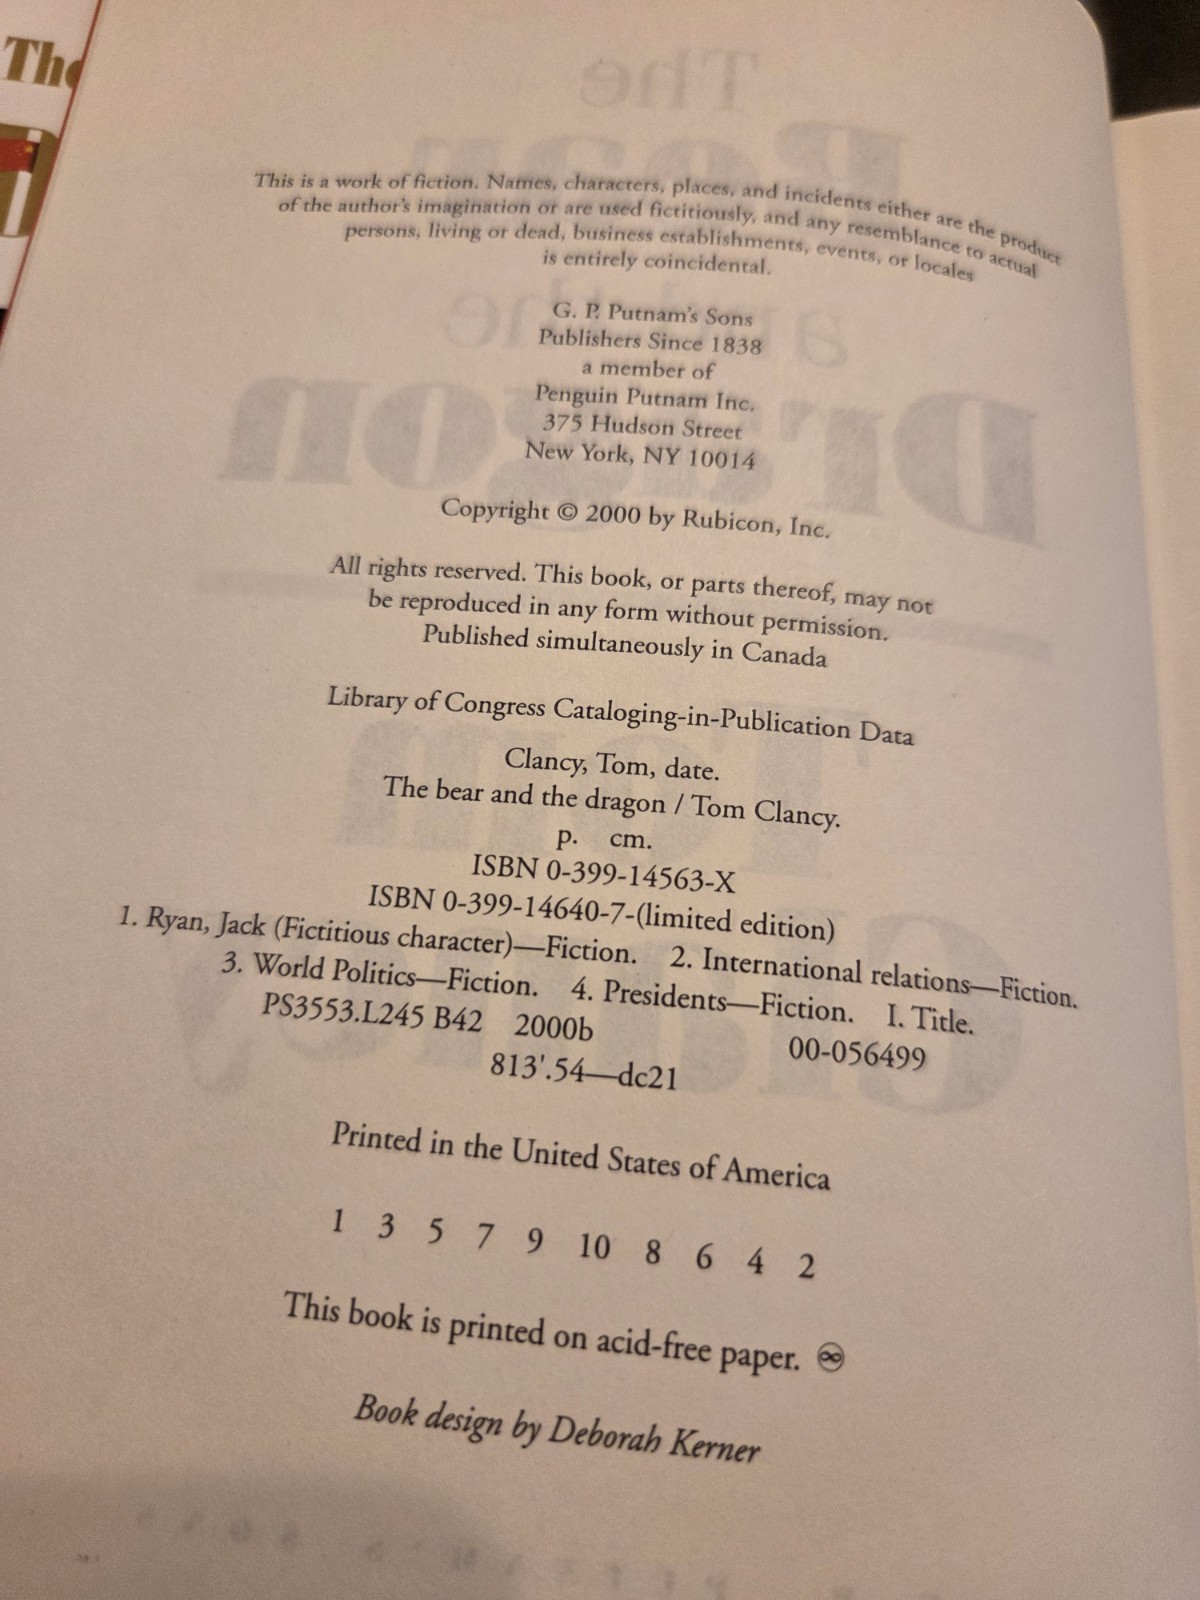 The
This is a work of fiction. Names, characters, places, and incidents either are the product
of the author's imagination or are used fictitiously, and any resemblance to actual
persons, living or dead, business establishments, events, or locales
is entirely coincidental.
G. P. Putnam's Sons
Publishers Since 1838
a member of
Penguin Putnam Inc.
375 Hudson Street
New York, NY 10014
Copyright © 2000 by Rubicon, Inc.
All rights reserved. This book, or parts thereof, may not
be reproduced in any form without permission.
Published simultaneously in Canada
Library of Congress Cataloging-in-Publication Data
Clancy, Tom, date.
The bear and the dragon / Tom Clancy.
p. cm.
ISBN 0-399-14563-X
ISBN 0-399-14640-7-(limited edition)
1. Ryan, Jack (Fictitious character)—Fiction. 2. International relations—Fiction.
3. World Politics—Fiction. 4. Presidents—Fiction. I. Title.
PS3553.L245 B42 2000b 00-056499
813'.54—dc21
Printed in the United States of America
1 3 5 7 9 10 8 6 4 2
This book is printed on acid-free paper. ♾
Book design by Deborah Kerner